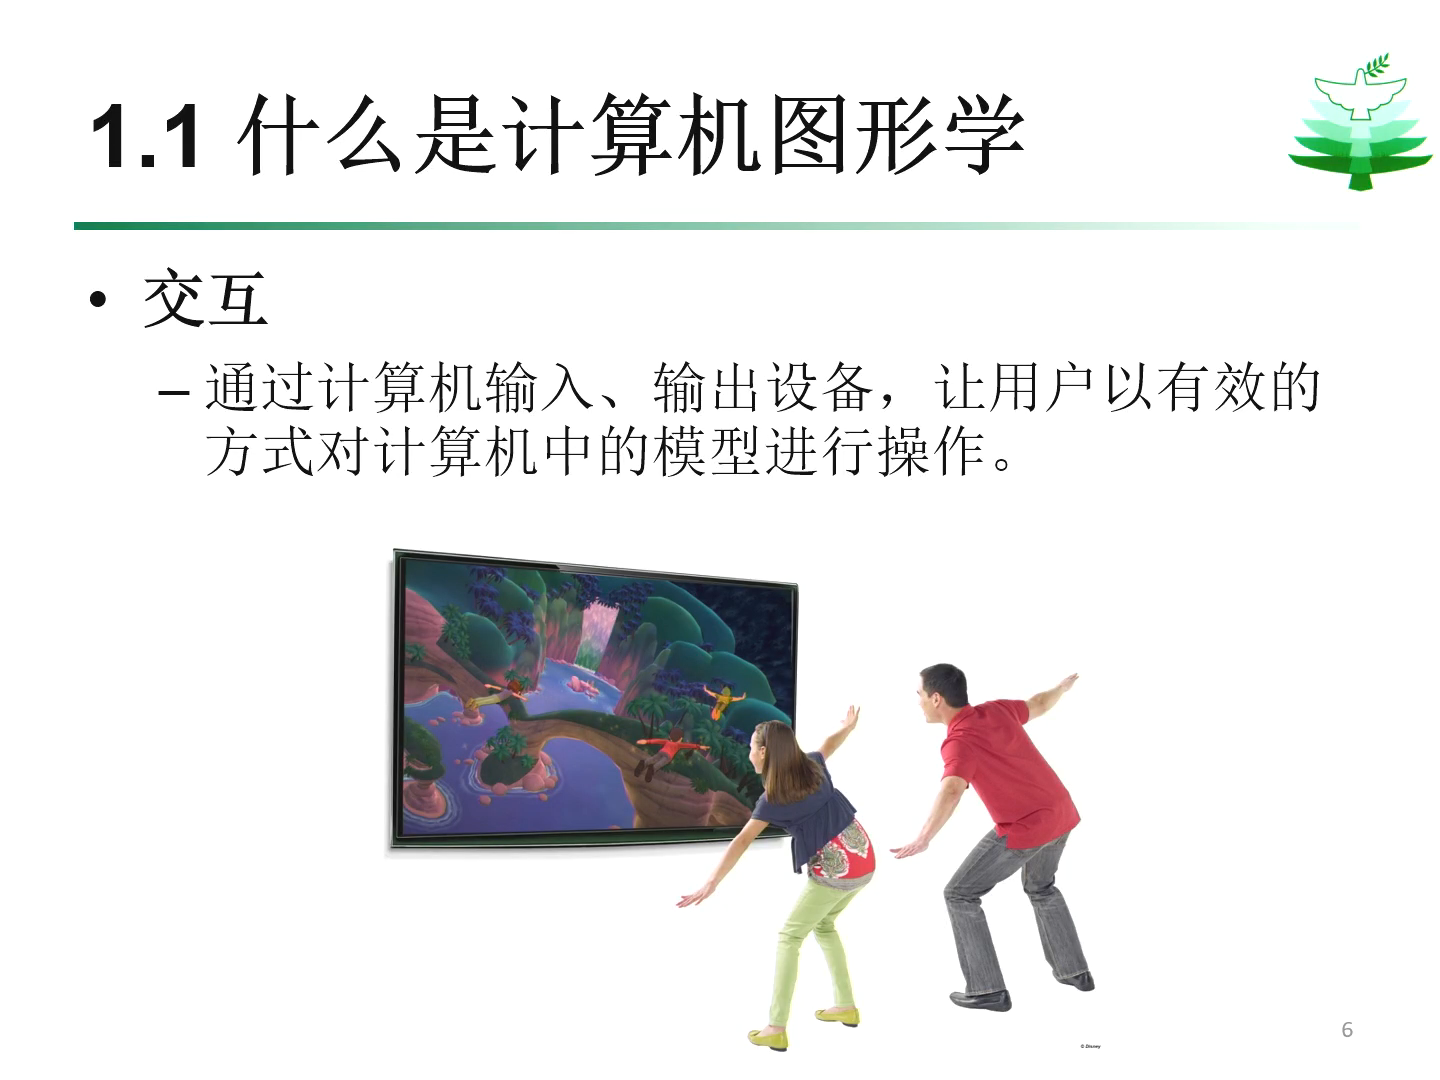 1.1 什么是计算机图形学
• 交互
– 通过计算机输入、输出设备，让用户以有效的
方式对计算机中的模型进行操作。
© Disney
6